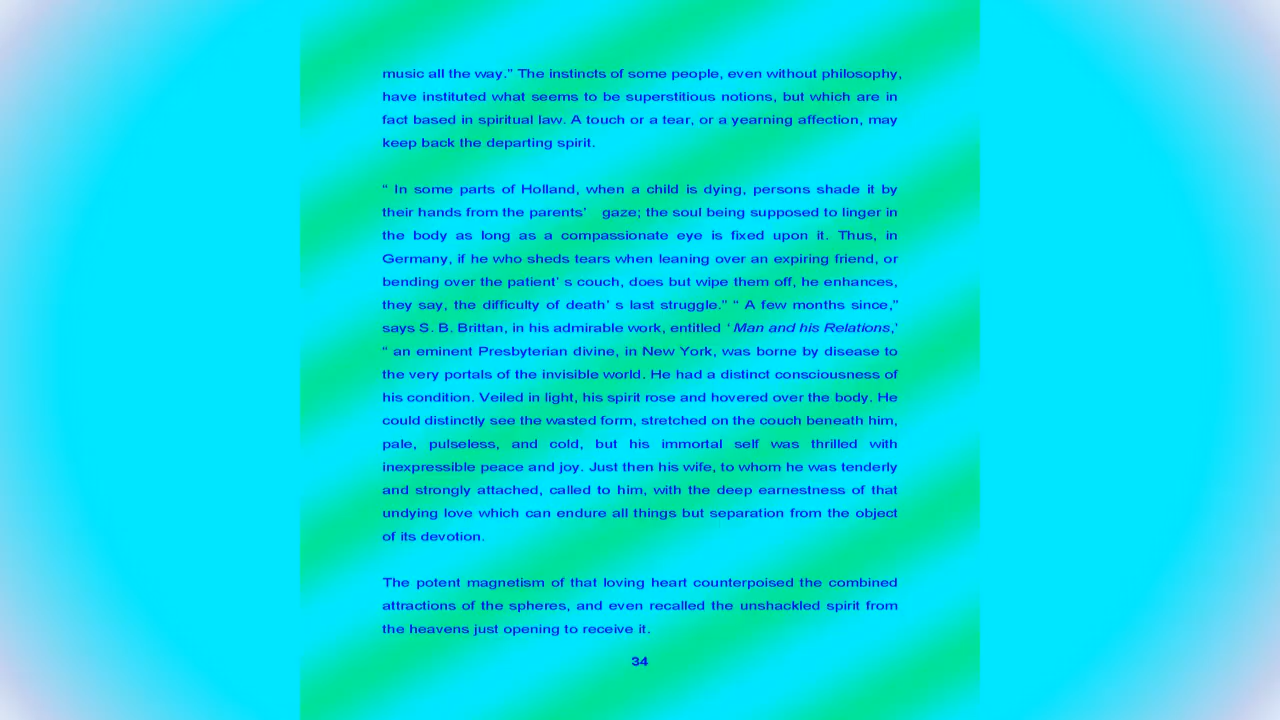 music all the way.” The instincts of some people, even without philosophy,
have instituted what seems to be superstitious notions, but which are in
fact based in spiritual law. A touch or a tear, or a yearning affection, may
keep back the departing spirit.
“ In some parts of Holland, when a child is dying, persons shade it by
their hands from the parents’ gaze; the soul being supposed to linger in
the body as long as a compassionate eye is fixed upon it. Thus, in
Germany, if he who sheds tears when leaning over an expiring friend, or
bending over the patient’ s couch, does but wipe them off, he enhances,
they say, the difficulty of death’ s last struggle.” “ A few months since,”
says S. B. Brittan, in his admirable work, entitled ‘ Man and his Relations,’
“ an eminent Presbyterian divine, in New York, was borne by disease to
the very portals of the invisible world. He had a distinct consciousness of
his condition. Veiled in light, his spirit rose and hovered over the body. He
could distinctly see the wasted form, stretched on the couch beneath him,
pale, pulseless, and cold, but his immortal self was thrilled with
inexpressible peace and joy. Just then his wife, to whom he was tenderly
and strongly attached, called to him, with the deep earnestness of that
undying love which can endure all things but separation from the object
of its devotion.
The potent magnetism of that loving heart counterpoised the combined
attractions of the spheres, and even recalled the unshackled spirit from
the heavens just opening to receive it.
34